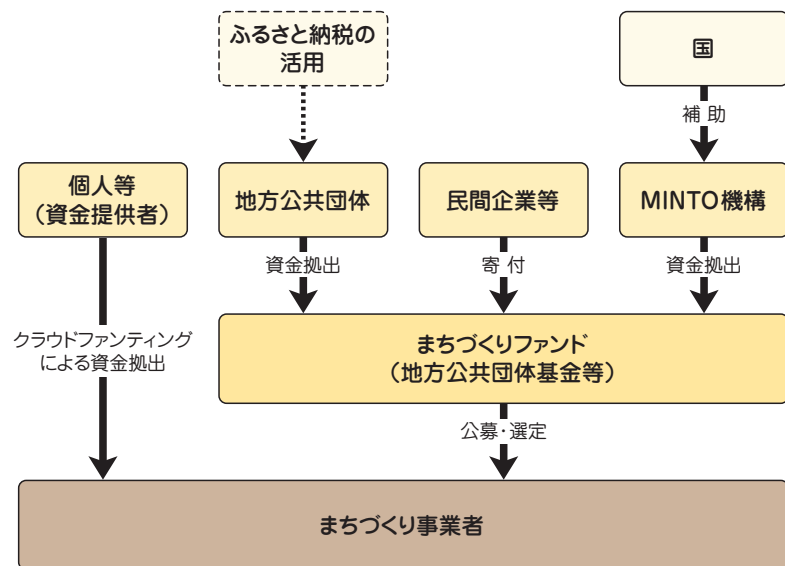 ふるさと納税の
活用
国
補 助
個人等
（資金提供者）
地方公共団体
民間企業等
MINTO機構
資金拠出
寄 付
資金拠出
クラウドファンティング
による資金拠出
まちづくりファンド
（地方公共団体基金等）
公募・選定
まちづくり事業者